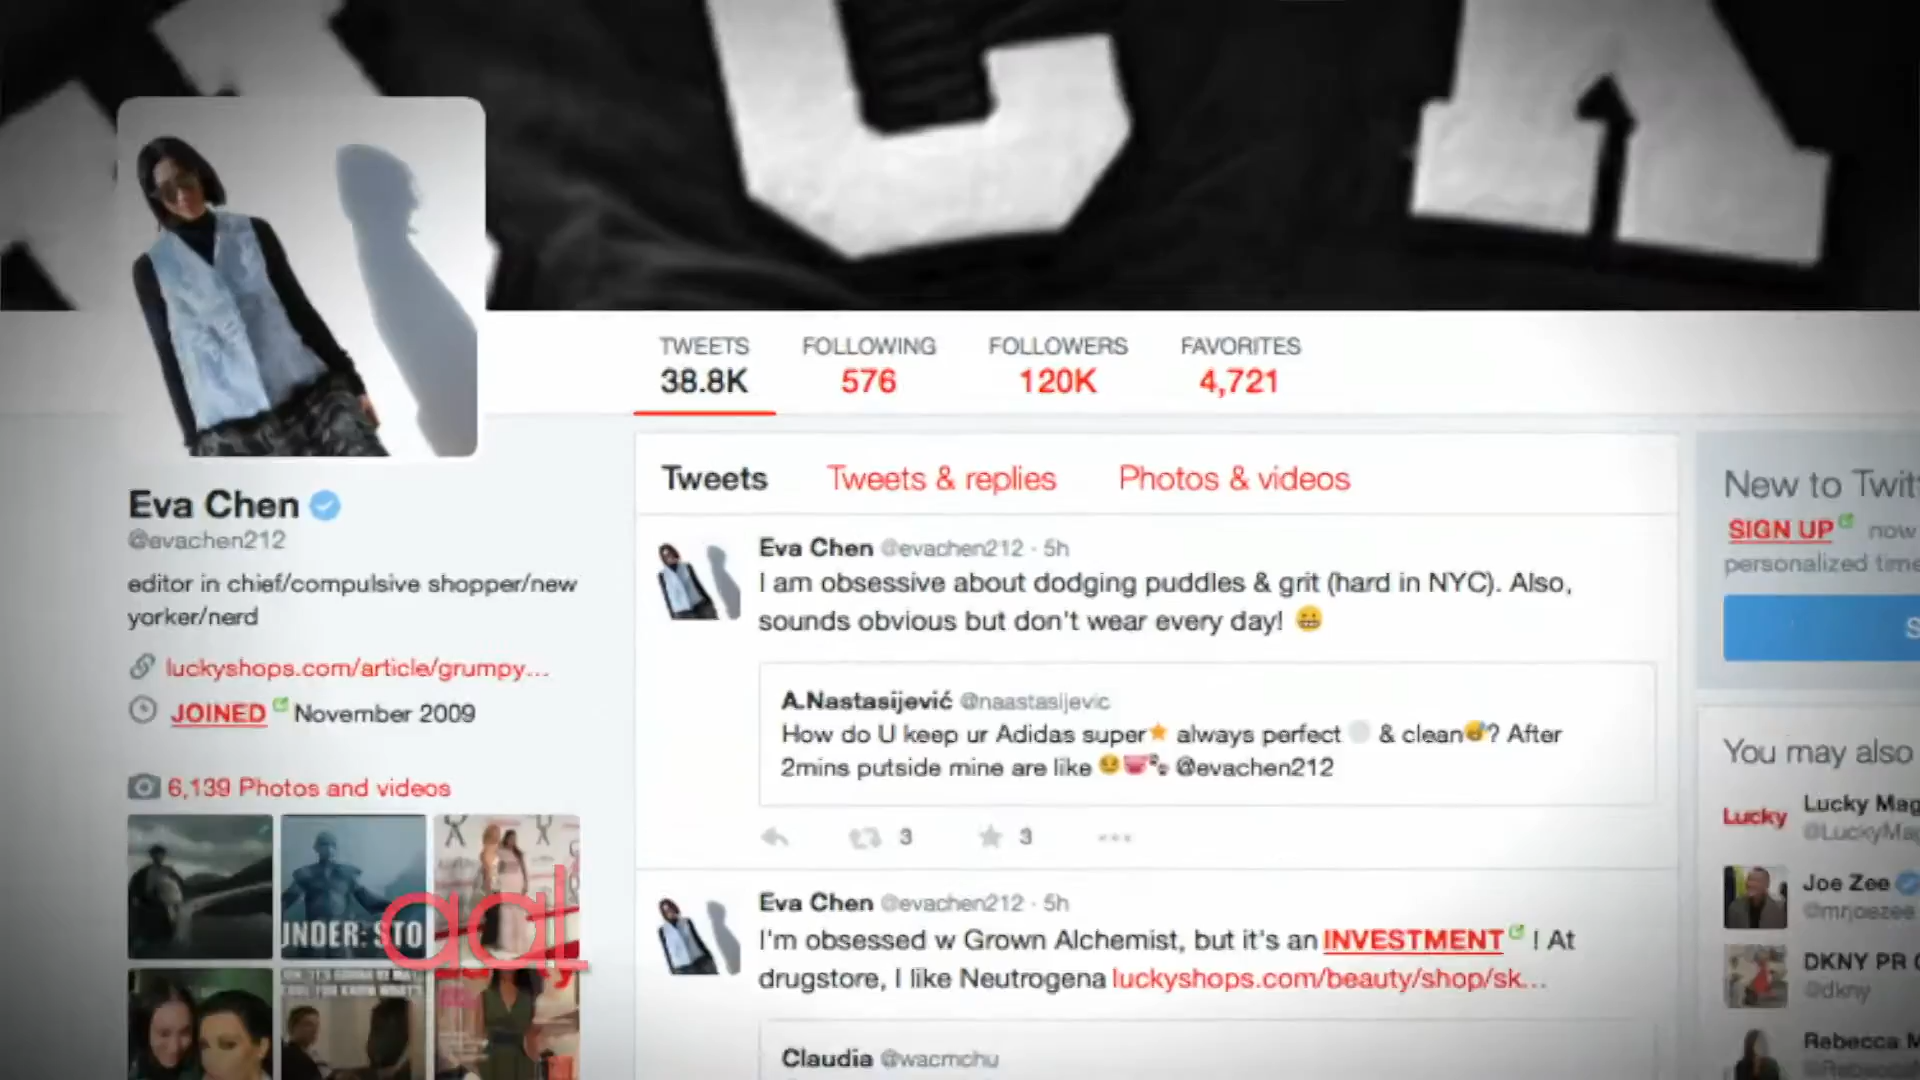 C
TWEETS FOLLOWING FOLLOWERS FAVORITES
38.8K 576 120K 4,721
Eva Chen
@evachen212
editor in chief/compulsive shopper/new
yorker/nerd
luckyshops.com/article/grumpy...
JOINED November 2009
6,139 Photos and videos
Tweets Tweets & replies Photos & videos
Eva Chen @evachen212 · 5h
I am obsessive about dodging puddles & grit (hard in NYC). Also,
sounds obvious but don't wear every day! 😀
A.Nastasijević @naastasijevic
How do U keep ur Adidas super⭐ always perfect & clean? After
2mins putside mine are like @evachen212
3 3
Eva Chen @evachen212 · 5h
I'm obsessed w Grown Alchemist, but it's an INVESTMENT ! At
drugstore, I like Neutrogena luckyshops.com/beauty/shop/sk...
Claudia @wacmchu
New to Twit
SIGN UP now
personalized time
S
You may also
Lucky
Lucky Mag
@LuckyMag
Joe Zee
@mrjoezee
DKNY PR G
@dkny
Rebecca M
UNDER: STO